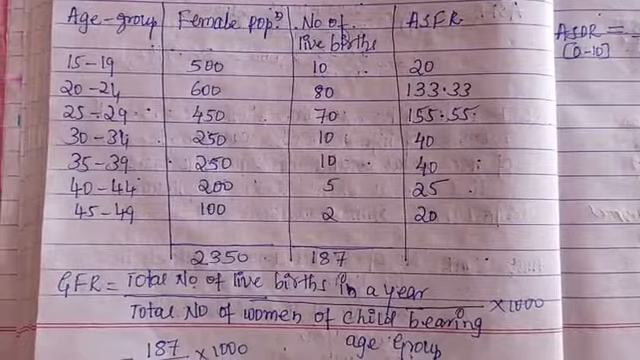 Age-group Female popⁿ No of live births ASFR
15-19 500 10 20
20-24 600 80 133.33
25-29 450 70 155.55
30-34 250 10 40
35-39 250 10 40
40-44 200 5 25
45-49 100 2 20
2350 187
GFR = Total No of live births in a year
Total No of women of child bearing age group × 1000
187 × 1000
ASDR =
(0-10)